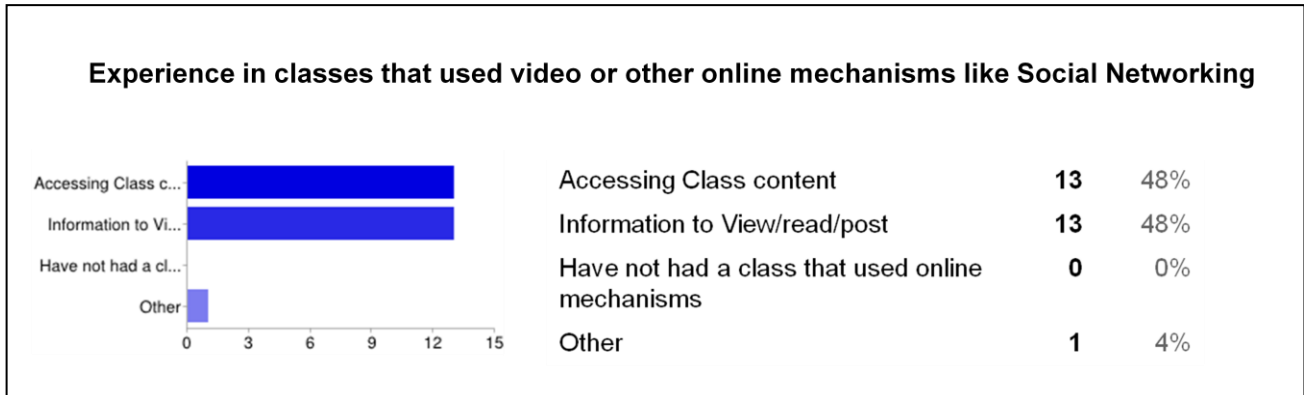 Experience in classes that used video or other online mechanisms like Social Networking
Accessing Class c...
Information to Vi...
Have not had a cl...
Other
0 3 6 9 12 15
Accessing Class content 13 48%
Information to View/read/post 13 48%
Have not had a class that used online 0 0%
mechanisms
Other 1 4%